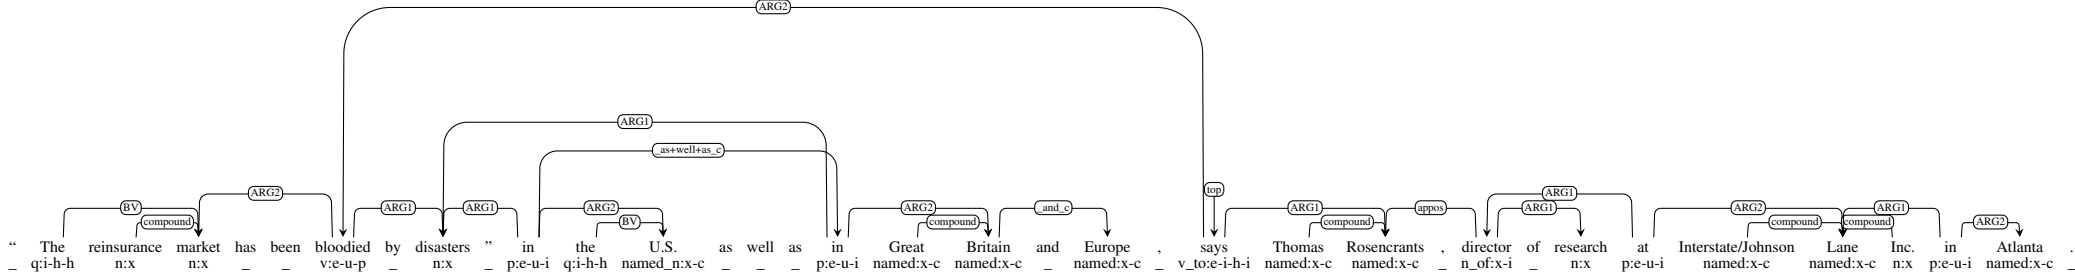 ARG2
ARG1
_as+well+as_c
top
ARG2 ARG1
BV ARG1 ARG1 ARG2 ARG2 _and_c ARG1 appos ARG1 ARG2 ARG1
compound BV compound compound compound compound ARG2
“ The reinsurance market has been bloodied by disasters ” in the U.S. as well as in Great Britain and Europe , says Thomas Rosencrants , director of research at Interstate/Johnson Lane Inc. in Atlanta .
_ q:i-h-h n:x n:x _ _ v:e-u-p _ n:x _ p:e-u-i q:i-h-h named_n:x-c _ _ _ p:e-u-i named:x-c named:x-c _ named:x-c _ v_to:e-i-h-i named:x-c named:x-c _ n_of:x-i _ n:x p:e-u-i named:x-c named:x-c n:x p:e-u-i named:x-c _